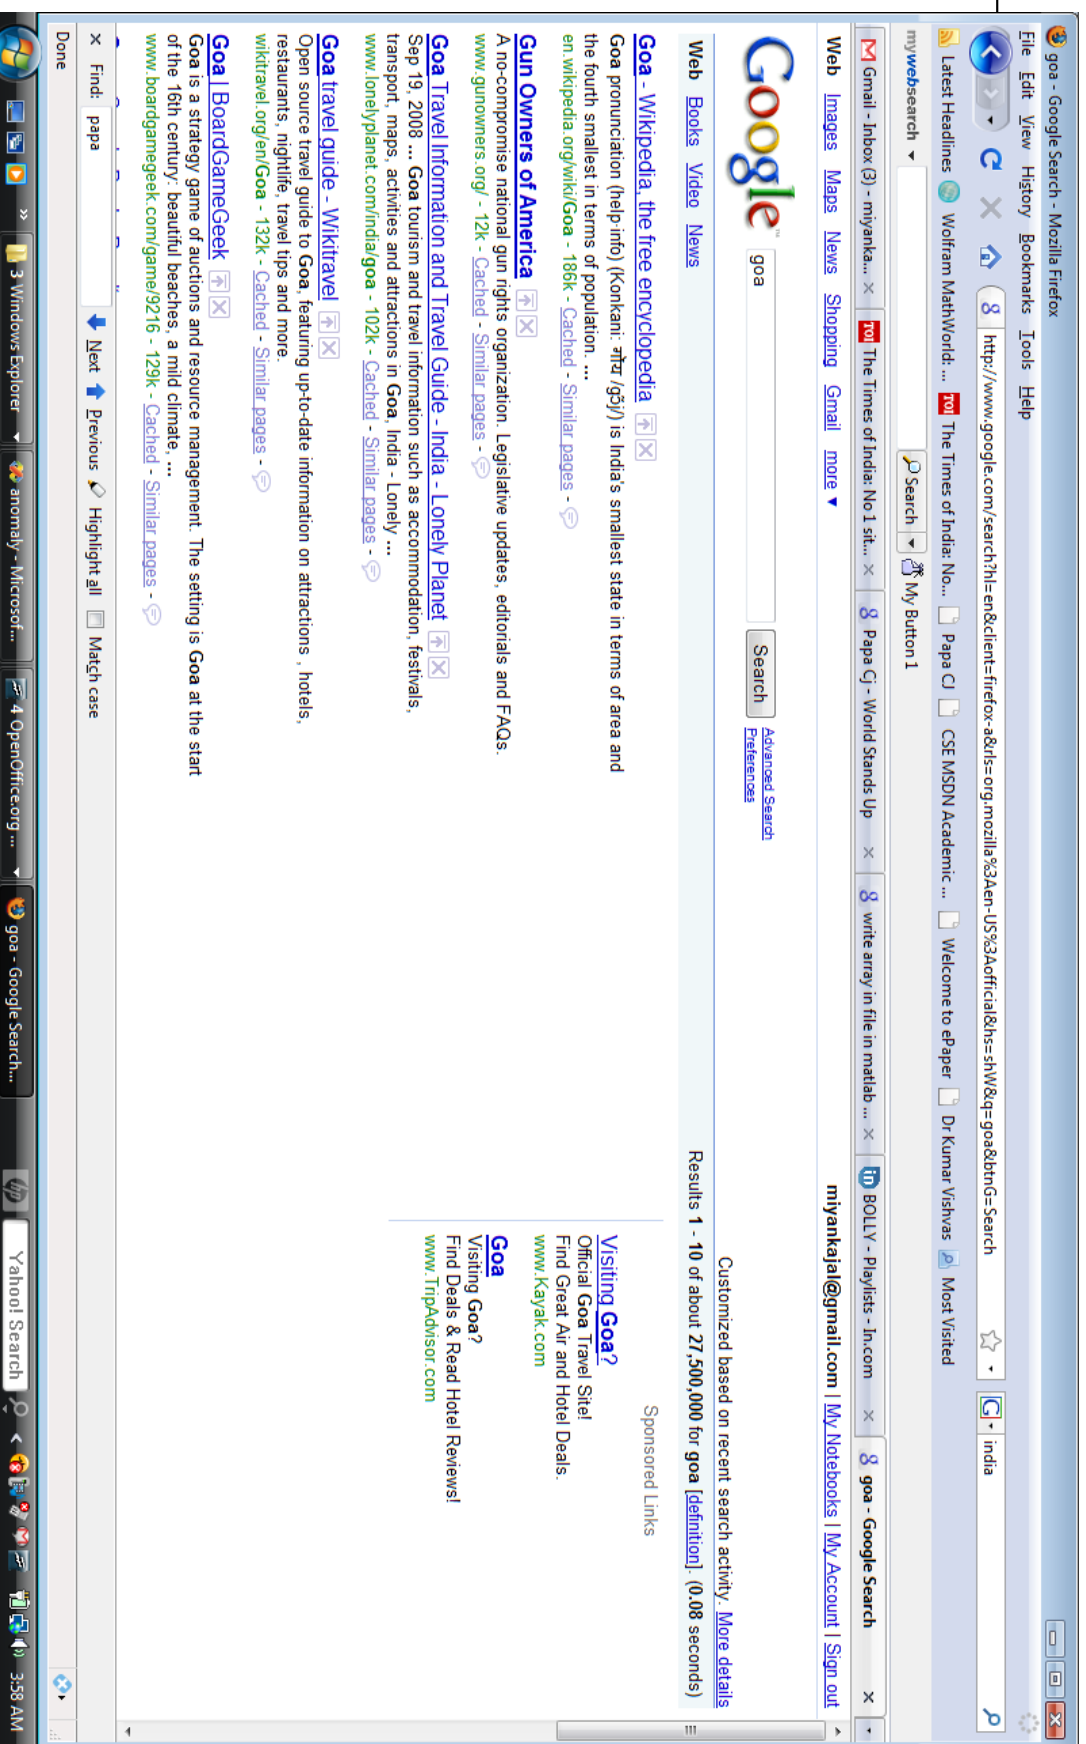 goa - Google Search - Mozilla Firefox
File Edit View History Bookmarks Tools Help
http://www.google.com/search?hl=en&client=firefox-a&rls=org.mozilla%3Aen-US%3Aofficial&hs=shW&q=goa&btnG=Search
india
Latest Headlines Wolfram MathWorld: ... TOI The Times of India: No... Papa CJ CSE MSDN Academic ... Welcome to ePaper Dr Kumar Vishvas Most Visited
mywebsearch Search My Button 1
Gmail - Inbox (3) - miyanka... TOI The Times of India: No 1 sit... Papa Cj - World Stands Up write array in file in matlab ... in BOLLY - Playlists - In.com goa - Google Search
Web Images Maps News Shopping Gmail more ▼ miyankajal@gmail.com | My Notebooks | My Account | Sign out
Google™ goa Search Advanced Search
Preferences
Customized based on recent search activity. More details
Web Books Video News Results 1 - 10 of about 27,500,000 for goa [definition]. (0.08 seconds)
Goa - Wikipedia, the free encyclopedia
Goa pronunciation (help·info) (Konkani: गोंय /gõj/) is India's smallest state in terms of area and
the fourth smallest in terms of population. ...
en.wikipedia.org/wiki/Goa - 186k - Cached - Similar pages -
Gun Owners of America
A no-compromise national gun rights organization. Legislative updates, editorials and FAQs.
www.gunowners.org/ - 12k - Cached - Similar pages -
Goa Travel Information and Travel Guide - India - Lonely Planet
Sep 19, 2008 ... Goa tourism and travel information such as accommodation, festivals,
transport, maps, activities and attractions in Goa, India - Lonely ...
www.lonelyplanet.com/india/goa - 102k - Cached - Similar pages -
Goa travel guide - Wikitravel
Open source travel guide to Goa, featuring up-to-date information on attractions , hotels,
restaurants, nightlife, travel tips and more.
wikitravel.org/en/Goa - 132k - Cached - Similar pages -
Goa | BoardGameGeek
Goa is a strategy game of auctions and resource management. The setting is Goa at the start
of the 16th century: beautiful beaches, a mild climate, ...
www.boardgamegeek.com/game/9216 - 129k - Cached - Similar pages -
Sponsored Links
Visiting Goa?
Official Goa Travel Site!
Find Great Air and Hotel Deals.
www.Kayak.com
Goa
Visiting Goa?
Find Deals & Read Hotel Reviews!
www.TripAdvisor.com
Find: papa Next Previous Highlight all Match case
Done
3 Windows Explorer anomaly - Microsof... 4 OpenOffice.org ... goa - Google Search... hp Yahoo! Search 3:58 AM